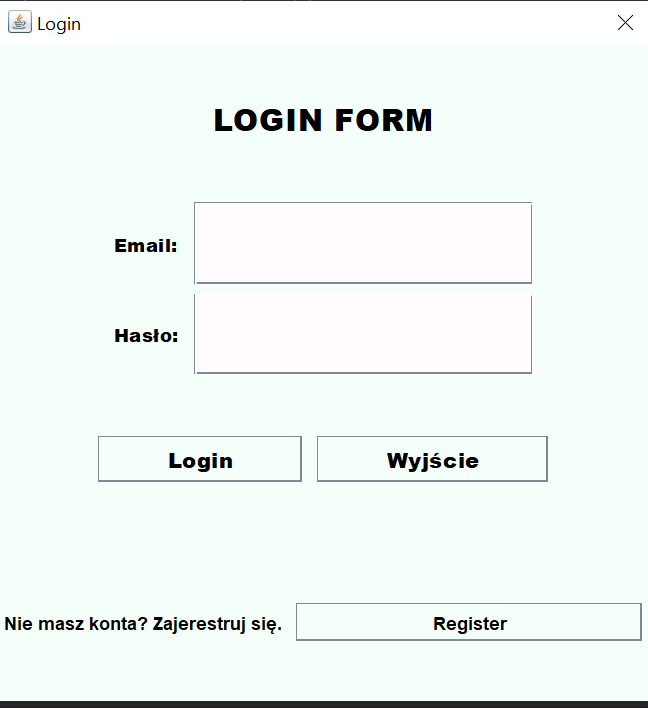 Login
LOGIN FORM
Email:
Hasło:
Login Wyjście
Nie masz konta? Zajerestruj się. Register